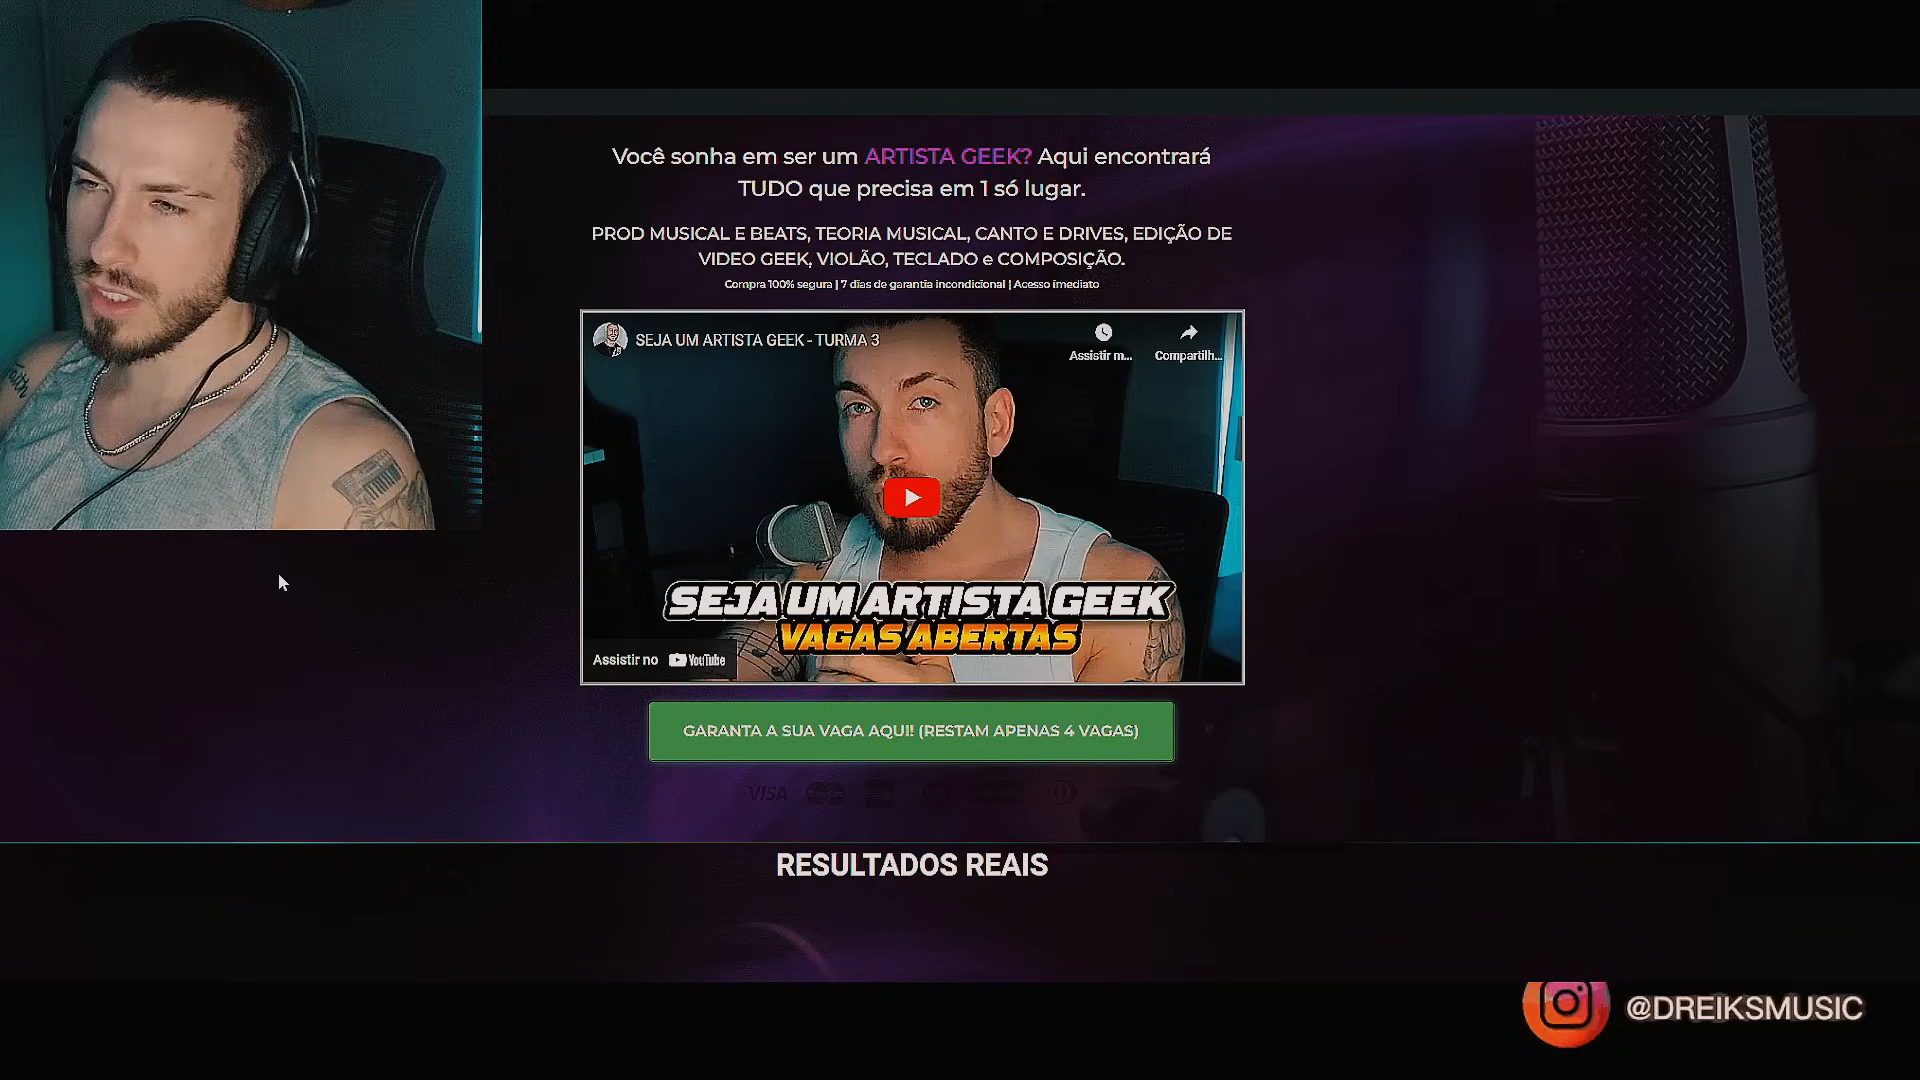 Você sonha em ser um ARTISTA GEEK? Aqui encontrará
TUDO que precisa em 1 só lugar.
PROD MUSICAL E BEATS, TEORIA MUSICAL, CANTO E DRIVES, EDIÇÃO DE
VIDEO GEEK, VIOLÃO, TECLADO e COMPOSIÇÃO.
Compra 100% segura | 7 dias de garantia incondicional | Acesso imediato
SEJA UM ARTISTA GEEK - TURMA 3
Assistir m...
Compartilh...
SEJA UM ARTISTA GEEK
VAGAS ABERTAS
Assistir no YouTube
GARANTA A SUA VAGA AQUI! (RESTAM APENAS 4 VAGAS)
VISA
RESULTADOS REAIS
@DREIKSMUSIC